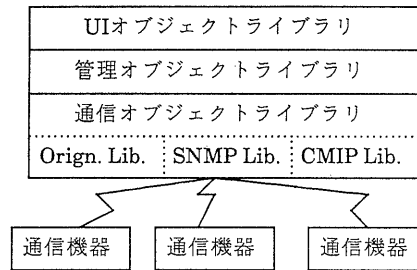 UIオブジェクトライブラリ
管理オブジェクトライブラリ
通信オブジェクトライブラリ
Orign. Lib. SNMP Lib. CMIP Lib.
通信機器 通信機器 通信機器